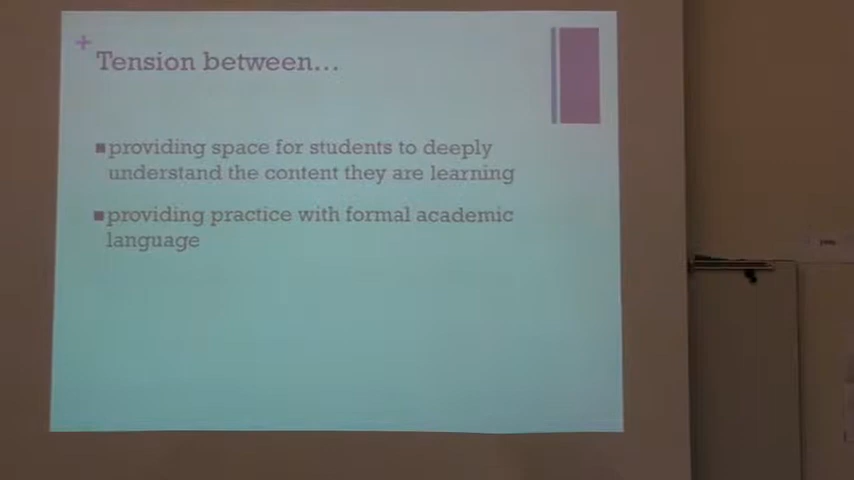 +
Tension between...
■providing space for students to deeply
understand the content they are learning
■providing practice with formal academic
language